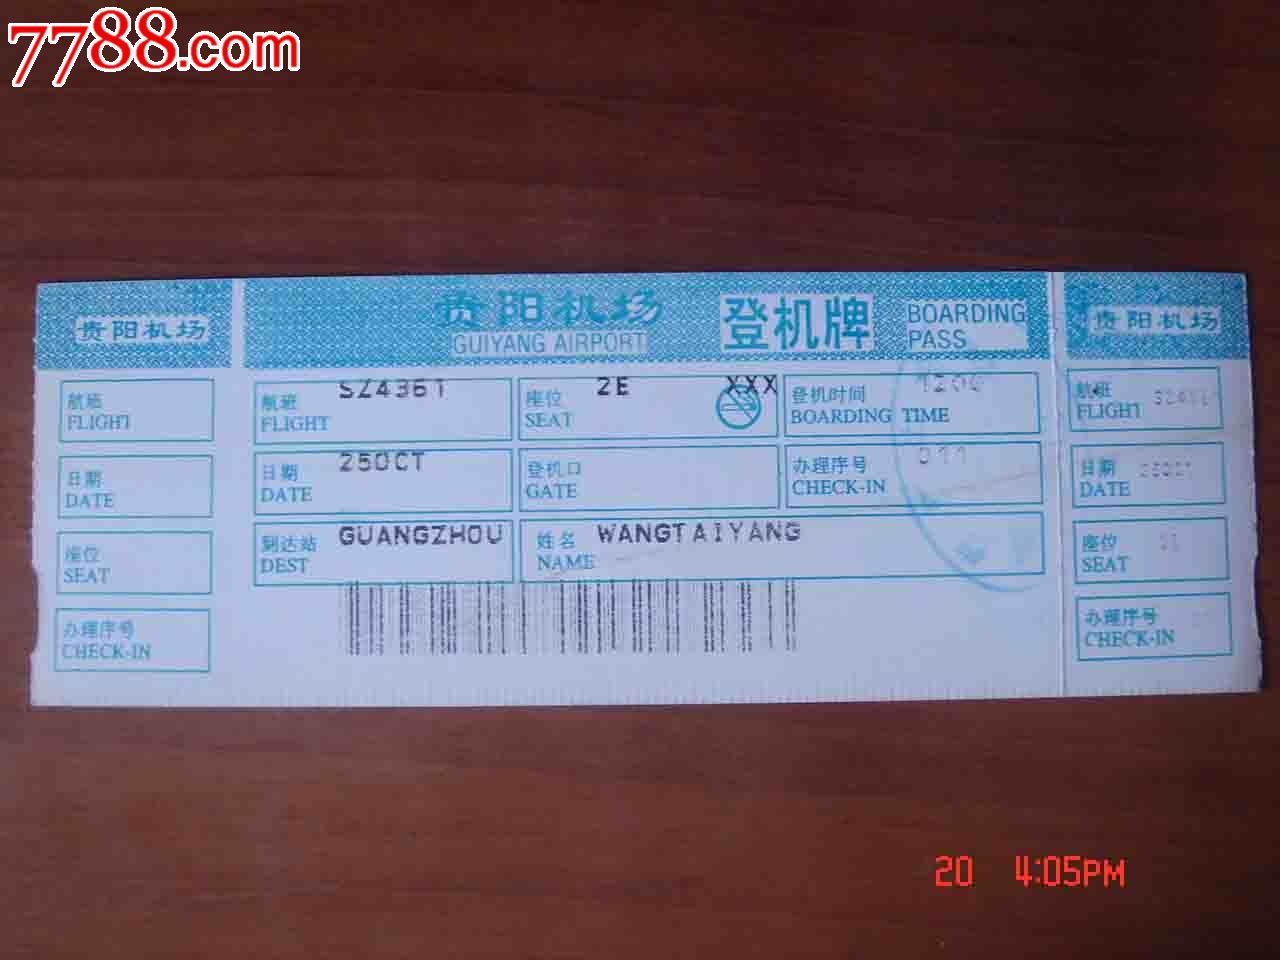 7788.com
贵阳机场
贵阳机场
GUIYANG AIRPORT
登机牌
BOARDING
PASS
贵阳机场
航班
FLIGHT
日期
DATE
座位
SEAT
办理序号
CHECK-IN
航班
FLIGHT
SZ4361
座位
SEAT
2E
XXX
登机时间
BOARDING TIME
日期
DATE
25OCT
登机口
GATE
办理序号
CHECK-IN
011
到达站
DEST
GUANGZHOU
姓名
NAME
WANGTAIYANG
航班
FLIGHT
日期
DATE
座位
SEAT
办理序号
CHECK-IN
20 4:05PM